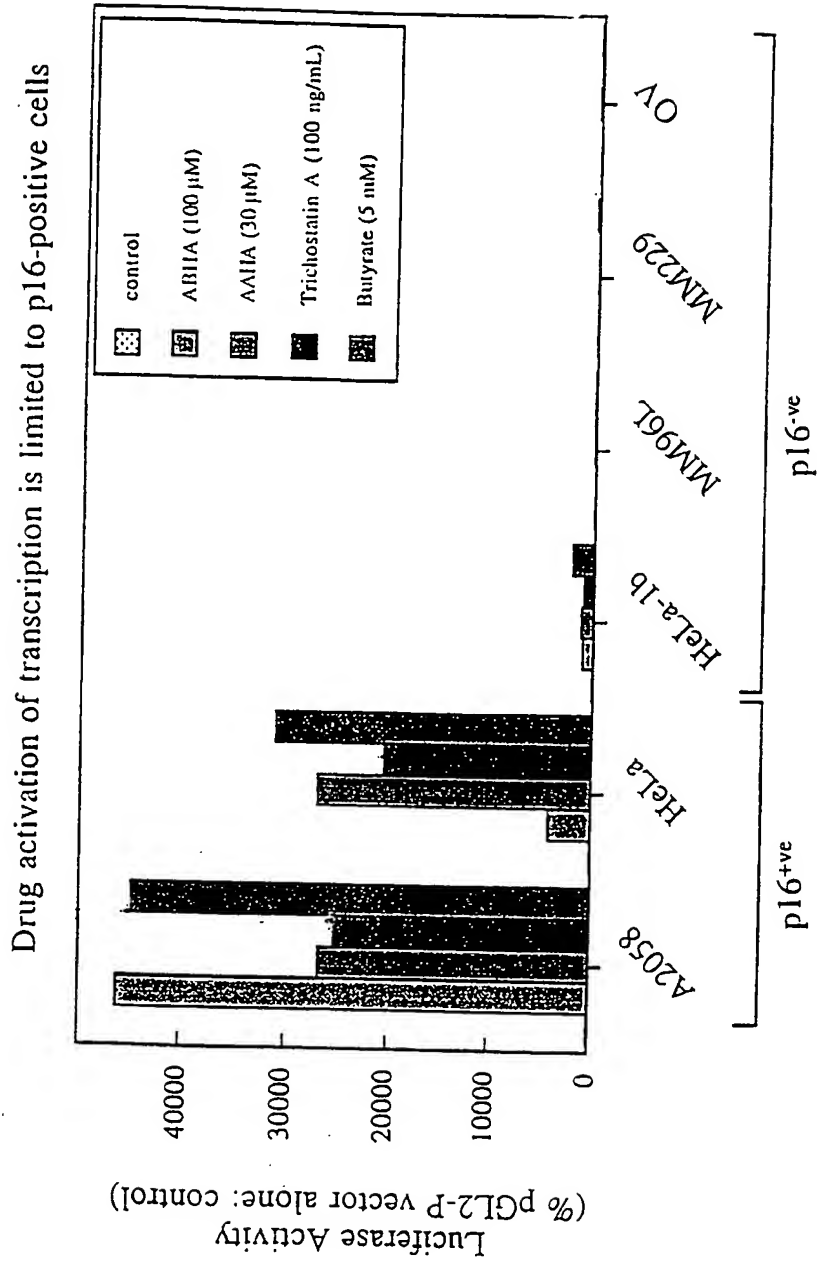 Drug activation of transcription is limited to p16-positive cells
control
ABHA (100 µM)
AAHA (30 µM)
Trichostatin A (100 ng/mL)
Butyrate (5 mM)
Luciferase Activity
(% pGL2-P vector alone: control)
40000
30000
20000
10000
0
A2058
HeLa
HeLa-1b
MM96L
MM229
OV
p16+ve
p16-ve